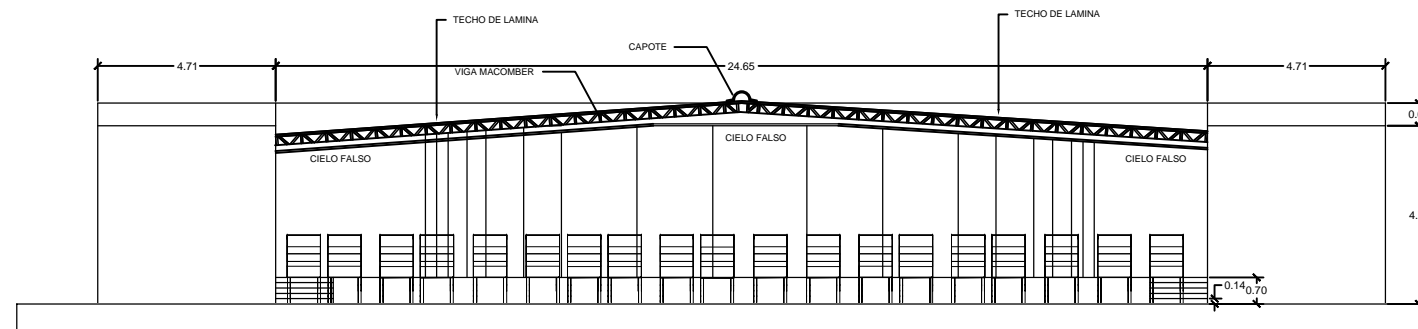 TECHO DE LAMINA
TECHO DE LAMINA
CAPOTE
4.71
24.65
4.71
VIGA MACOMBER
CIELO FALSO
CIELO FALSO
CIELO FALSO
0.14
0.70